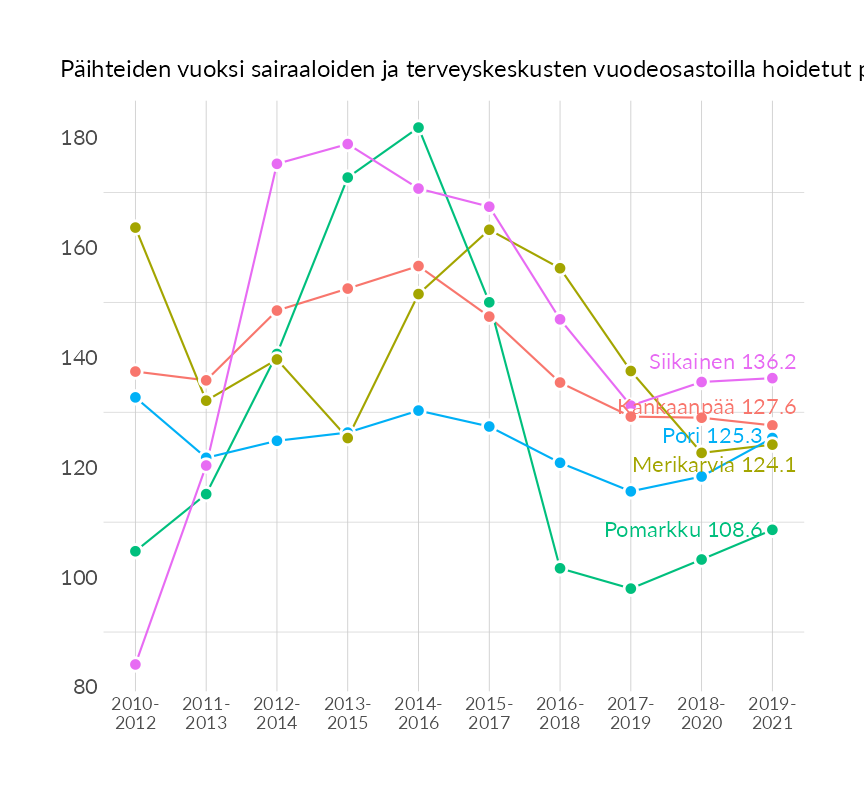 Päihteiden vuoksi sairaaloiden ja terveyskeskusten vuodeosastoilla hoidetut
180
160
140
120
100
80
Siikainen 136.2
Kankaanpää 127.6
Pori 125.3
Merikarvia 124.1
Pomarkku 108.6
2010- 2011- 2012- 2013- 2014- 2015- 2016- 2017- 2018- 2019-
2012 2013 2014 2015 2016 2017 2018 2019 2020 2021